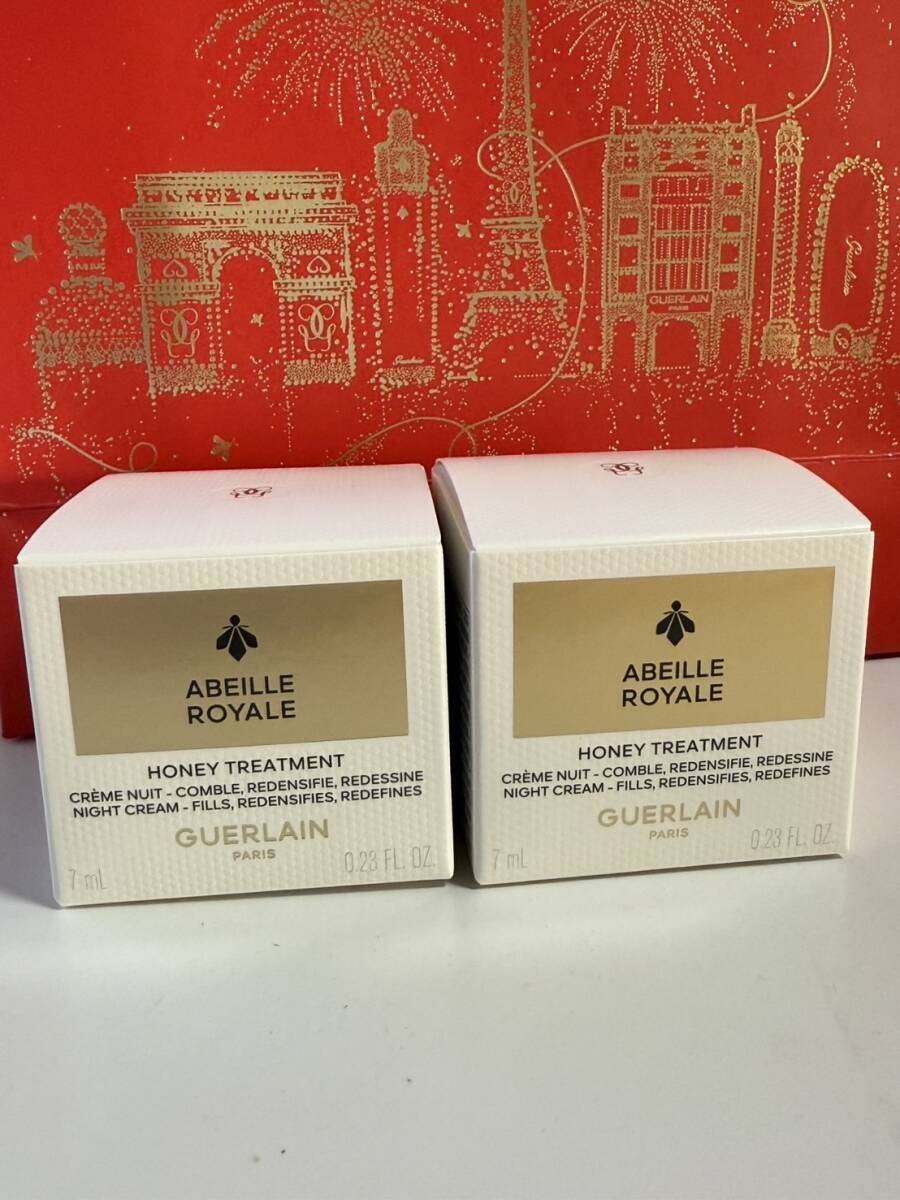 GUERLAIN
PARIS
Guerlain
ABEILLE
ROYALE
HONEY TREATMENT
CRÈME NUIT - COMBLE, REDENSIFIE, REDESSINE
NIGHT CREAM - FILLS, REDENSIFIES, REDEFINES
GUERLAIN
PARIS
7 mL
0.23 FL. OZ.
ABEILLE
ROYALE
HONEY TREATMENT
CRÈME NUIT - COMBLE, REDENSIFIE, REDESSINE
NIGHT CREAM - FILLS, REDENSIFIES, REDEFINES
GUERLAIN
PARIS
7 mL
0.23 FL. OZ.